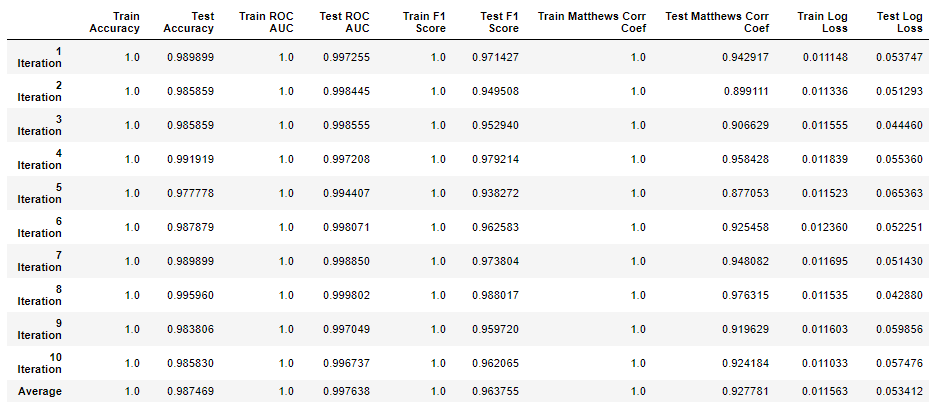 Train Accuracy Test Accuracy Train ROC AUC Test ROC AUC Train F1 Score Test F1 Score Train Matthews Corr Coef Test Matthews Corr Coef Train Log Loss Test Log Loss
1 Iteration 1.0 0.989899 1.0 0.997255 1.0 0.971427 1.0 0.942917 0.011148 0.053747
2 Iteration 1.0 0.985859 1.0 0.998445 1.0 0.949508 1.0 0.899111 0.011336 0.051293
3 Iteration 1.0 0.985859 1.0 0.998555 1.0 0.952940 1.0 0.906629 0.011555 0.044460
4 Iteration 1.0 0.991919 1.0 0.997208 1.0 0.979214 1.0 0.958428 0.011839 0.055360
5 Iteration 1.0 0.977778 1.0 0.994407 1.0 0.938272 1.0 0.877053 0.011523 0.065363
6 Iteration 1.0 0.987879 1.0 0.998071 1.0 0.962583 1.0 0.925458 0.012360 0.052251
7 Iteration 1.0 0.989899 1.0 0.998850 1.0 0.973804 1.0 0.948082 0.011695 0.051430
8 Iteration 1.0 0.995960 1.0 0.999802 1.0 0.988017 1.0 0.976315 0.011535 0.042880
9 Iteration 1.0 0.983806 1.0 0.997049 1.0 0.959720 1.0 0.919629 0.011603 0.059856
10 Iteration 1.0 0.985830 1.0 0.996737 1.0 0.962065 1.0 0.924184 0.011033 0.057476
Average 1.0 0.987469 1.0 0.997638 1.0 0.963755 1.0 0.927781 0.011563 0.053412